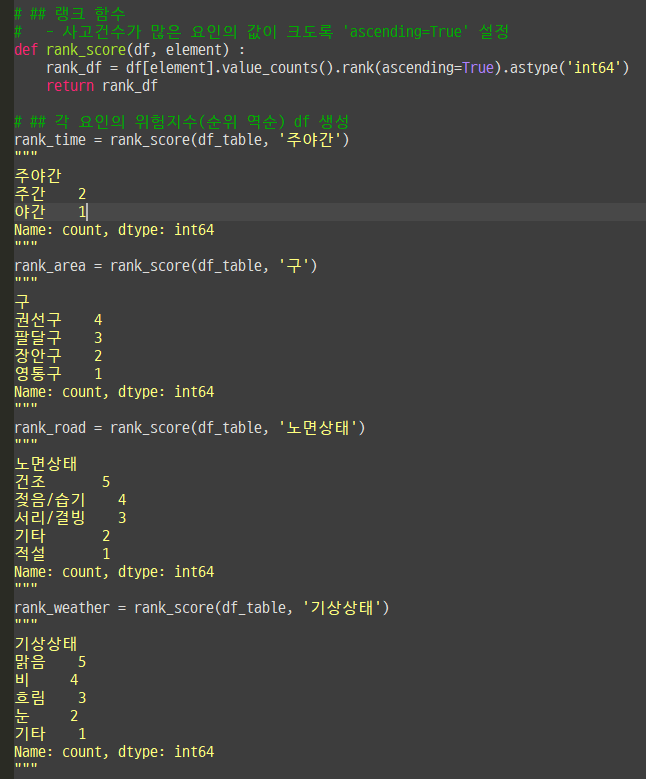 # ## 랭크 함수
#   - 사고건수가 많은 요인의 값이 크도록 'ascending=True' 설정
def rank_score(df, element) :
    rank_df = df[element].value_counts().rank(ascending=True).astype('int64')
    return rank_df
# ## 각 요인의 위험지수(순위 역순) df 생성
rank_time = rank_score(df_table, '주야간')
"""
주야간
주간    2
야간    1
Name: count, dtype: int64
"""
rank_area = rank_score(df_table, '구')
"""
구
권선구    4
팔달구    3
장안구    2
영통구    1
Name: count, dtype: int64
"""
rank_road = rank_score(df_table, '노면상태')
"""
노면상태
건조       5
젖음/습기    4
서리/결빙    3
기타       2
적설       1
Name: count, dtype: int64
"""
rank_weather = rank_score(df_table, '기상상태')
"""
기상상태
맑음    5
비     4
흐림    3
눈     2
기타    1
Name: count, dtype: int64
"""